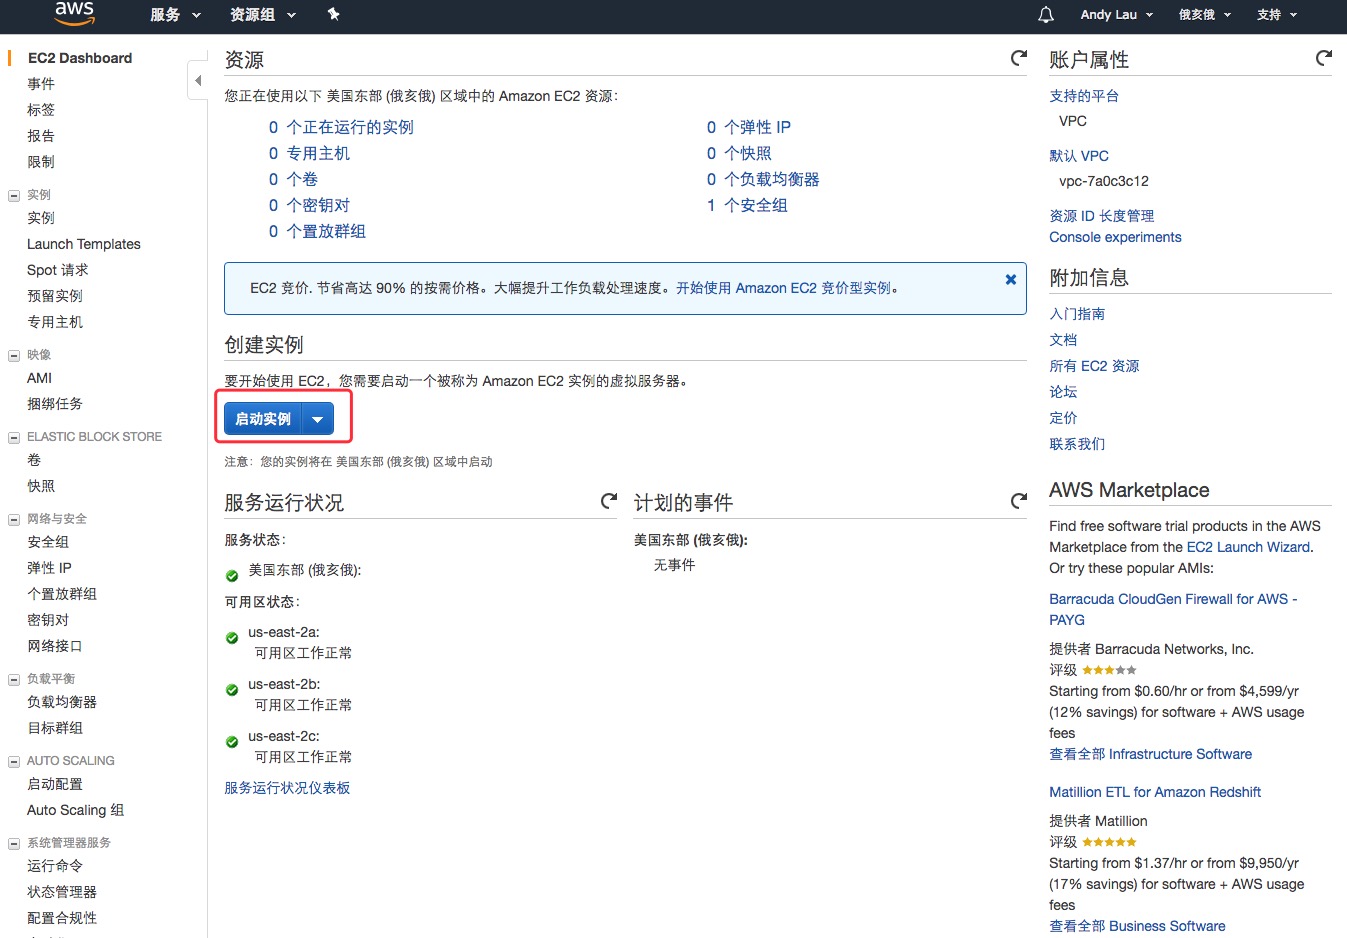 aws
服务
资源组
Andy Lau
俄亥俄
支持
EC2 Dashboard
事件
标签
报告
限制
实例
实例
Launch Templates
Spot 请求
预留实例
专用主机
映像
AMI
捆绑任务
ELASTIC BLOCK STORE
卷
快照
网络与安全
安全组
弹性 IP
个置放群组
密钥对
网络接口
负载平衡
负载均衡器
目标群组
AUTO SCALING
启动配置
Auto Scaling 组
系统管理器服务
运行命令
状态管理器
配置合规性
资源
您正在使用以下 美国东部 (俄亥俄) 区域中的 Amazon EC2 资源:
0 个正在运行的实例
0 专用主机
0 个卷
0 个密钥对
0 个置放群组
0 个弹性 IP
0 个快照
0 个负载均衡器
1 个安全组
EC2 竞价. 节省高达 90% 的按需价格。大幅提升工作负载处理速度。开始使用 Amazon EC2 竞价型实例。
创建实例
要开始使用 EC2，您需要启动一个被称为 Amazon EC2 实例的虚拟服务器。
启动实例
注意: 您的实例将在 美国东部 (俄亥俄) 区域中启动
服务运行状况
服务状态:
美国东部 (俄亥俄):
可用区状态:
us-east-2a:
可用区工作正常
us-east-2b:
可用区工作正常
us-east-2c:
可用区工作正常
服务运行状况仪表板
计划的事件
美国东部 (俄亥俄):
无事件
账户属性
支持的平台
VPC
默认 VPC
vpc-7a0c3c12
资源 ID 长度管理
Console experiments
附加信息
入门指南
文档
所有 EC2 资源
论坛
定价
联系我们
AWS Marketplace
Find free software trial products in the AWS
Marketplace from the EC2 Launch Wizard.
Or try these popular AMIs:
Barracuda CloudGen Firewall for AWS -
PAYG
提供者 Barracuda Networks, Inc.
评级
Starting from $0.60/hr or from $4,599/yr
(12% savings) for software + AWS usage
fees
查看全部 Infrastructure Software
Matillion ETL for Amazon Redshift
提供者 Matillion
评级
Starting from $1.37/hr or from $9,950/yr
(17% savings) for software + AWS usage
fees
查看全部 Business Software